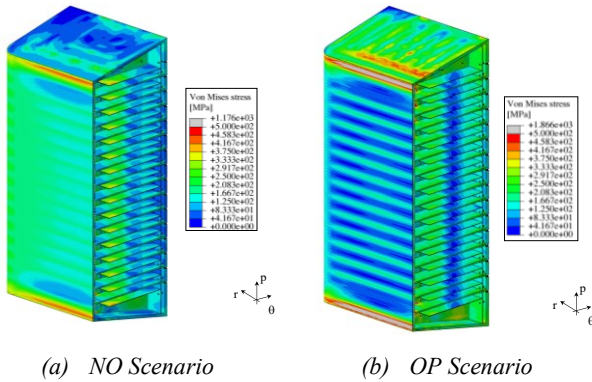 Von Mises stress
[MPa]
+1.176e+03
+5.000e+02
+4.583e+02
+4.167e+02
+3.750e+02
+3.333e+02
+2.917e+02
+2.500e+02
+2.083e+02
+1.667e+02
+1.250e+02
+8.333e+01
+4.167e+01
+0.000e+00
p
r
θ
Von Mises stress
[MPa]
+1.866e+03
+5.000e+02
+4.583e+02
+4.167e+02
+3.750e+02
+3.333e+02
+2.917e+02
+2.500e+02
+2.083e+02
+1.667e+02
+1.250e+02
+8.333e+01
+4.167e+01
+0.000e+00
p
r
θ
(a) NO Scenario
(b) OP Scenario